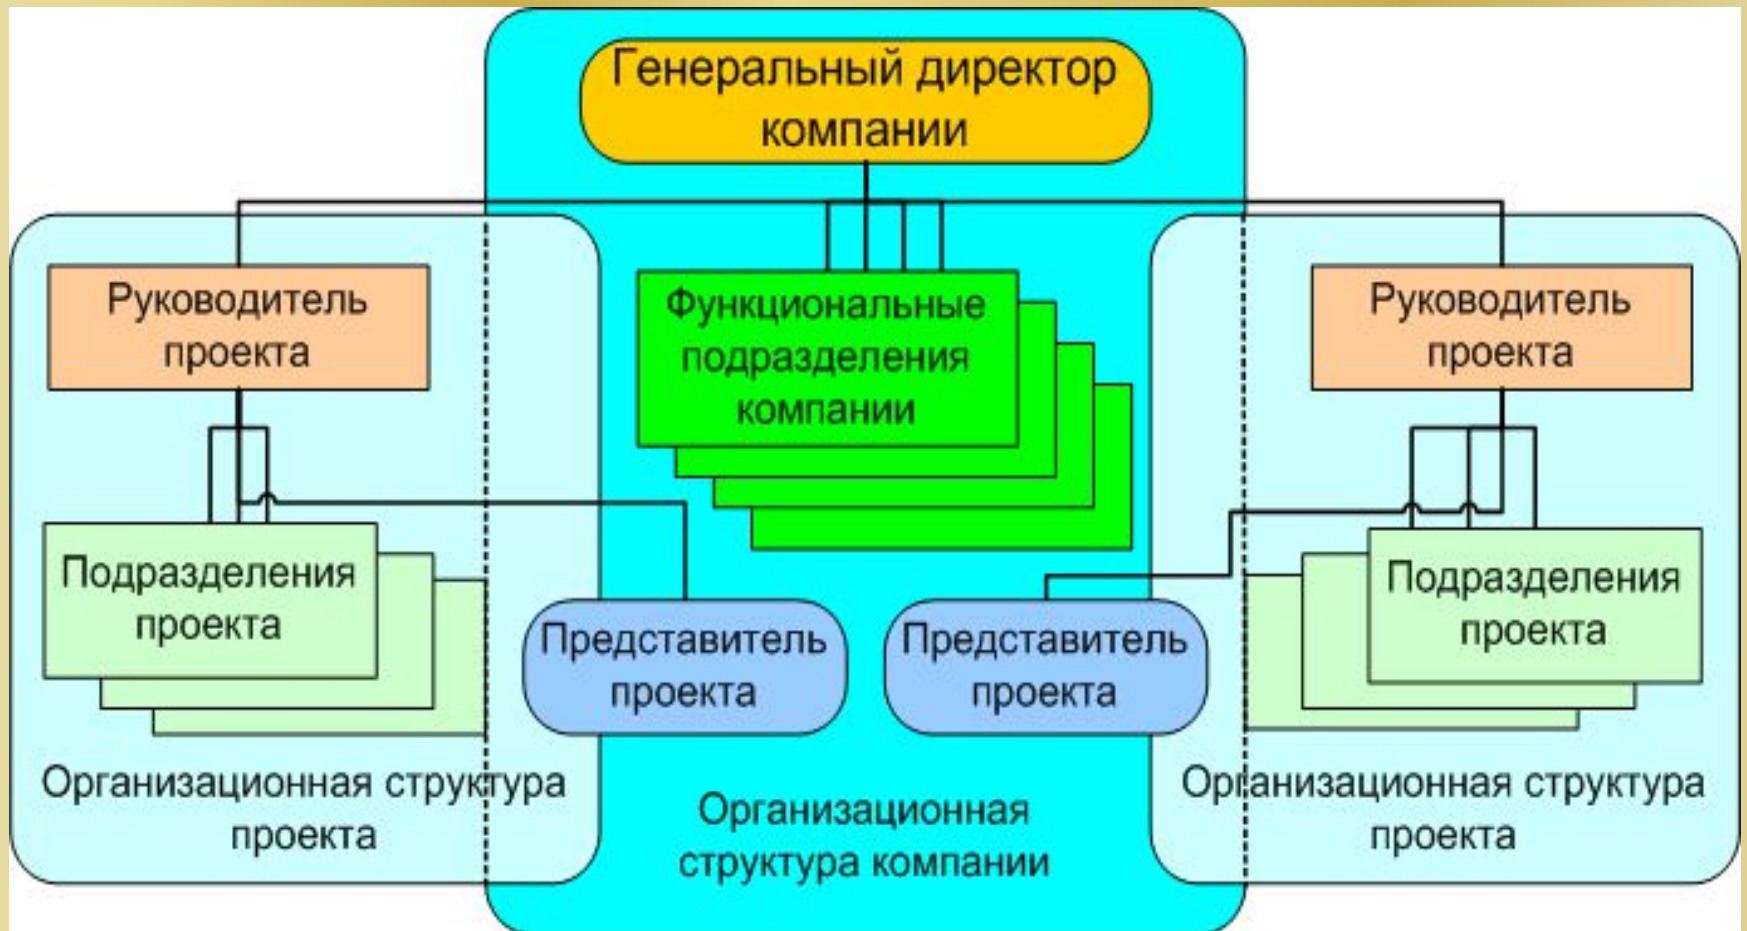 Генеральный директор
компании
Руководитель
проекта
Функциональные
подразделения
компании
Руководитель
проекта
Подразделения
проекта
Представитель
проекта
Представитель
проекта
Подразделения
проекта
Организационная структура
проекта
Организационная
структура компании
Организационная структура
проекта